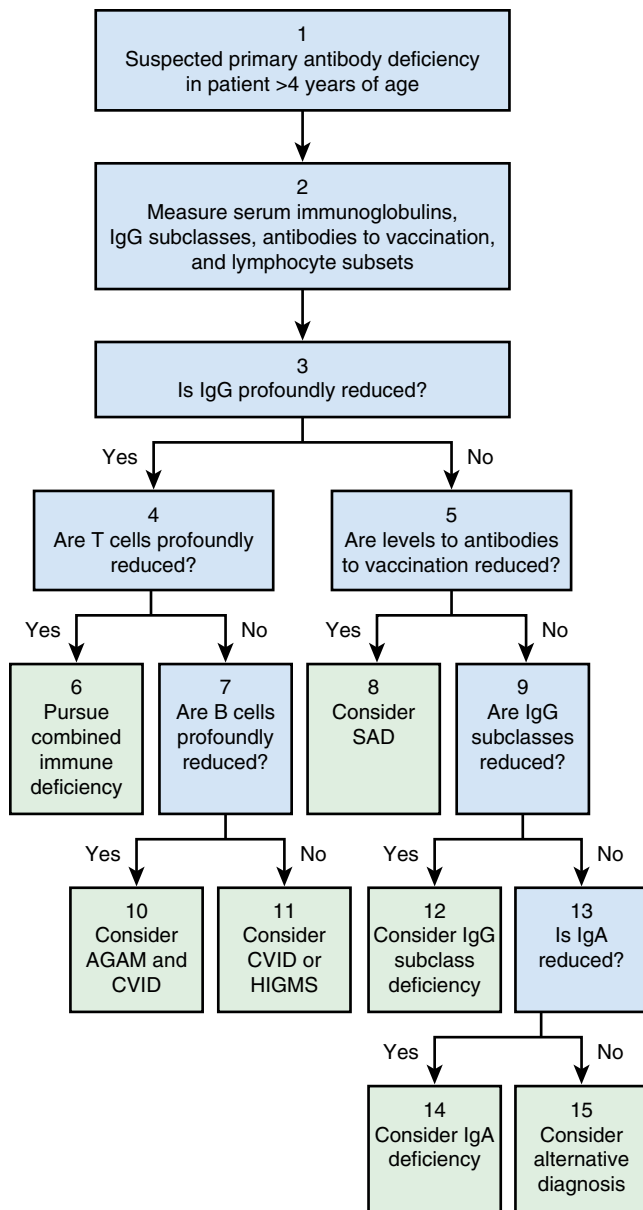 1
Suspected primary antibody deficiency
in patient >4 years of age
2
Measure serum immunoglobulins,
IgG subclasses, antibodies to vaccination,
and lymphocyte subsets
3
Is IgG profoundly reduced?
Yes
No
4
Are T cells profoundly
reduced?
5
Are levels to antibodies
to vaccination reduced?
Yes
No
Yes
No
6
Pursue
combined
immune
deficiency
7
Are B cells
profoundly
reduced?
8
Consider
SAD
9
Are IgG
subclasses
reduced?
Yes
No
Yes
No
10
Consider
AGAM and
CVID
11
Consider
CVID or
HIGMS
12
Consider IgG
subclass
deficiency
13
Is IgA
reduced?
Yes
No
14
Consider IgA
deficiency
15
Consider
alternative
diagnosis